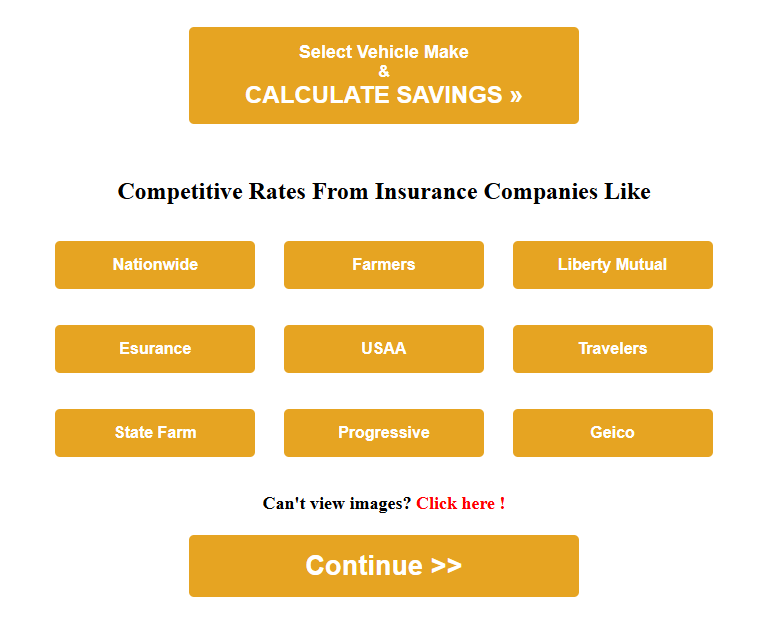 Select Vehicle Make
&
CALCULATE SAVINGS »
Competitive Rates From Insurance Companies Like
Nationwide
Farmers
Liberty Mutual
Esurance
USAA
Travelers
State Farm
Progressive
Geico
Can't view images? Click here !
Continue >>